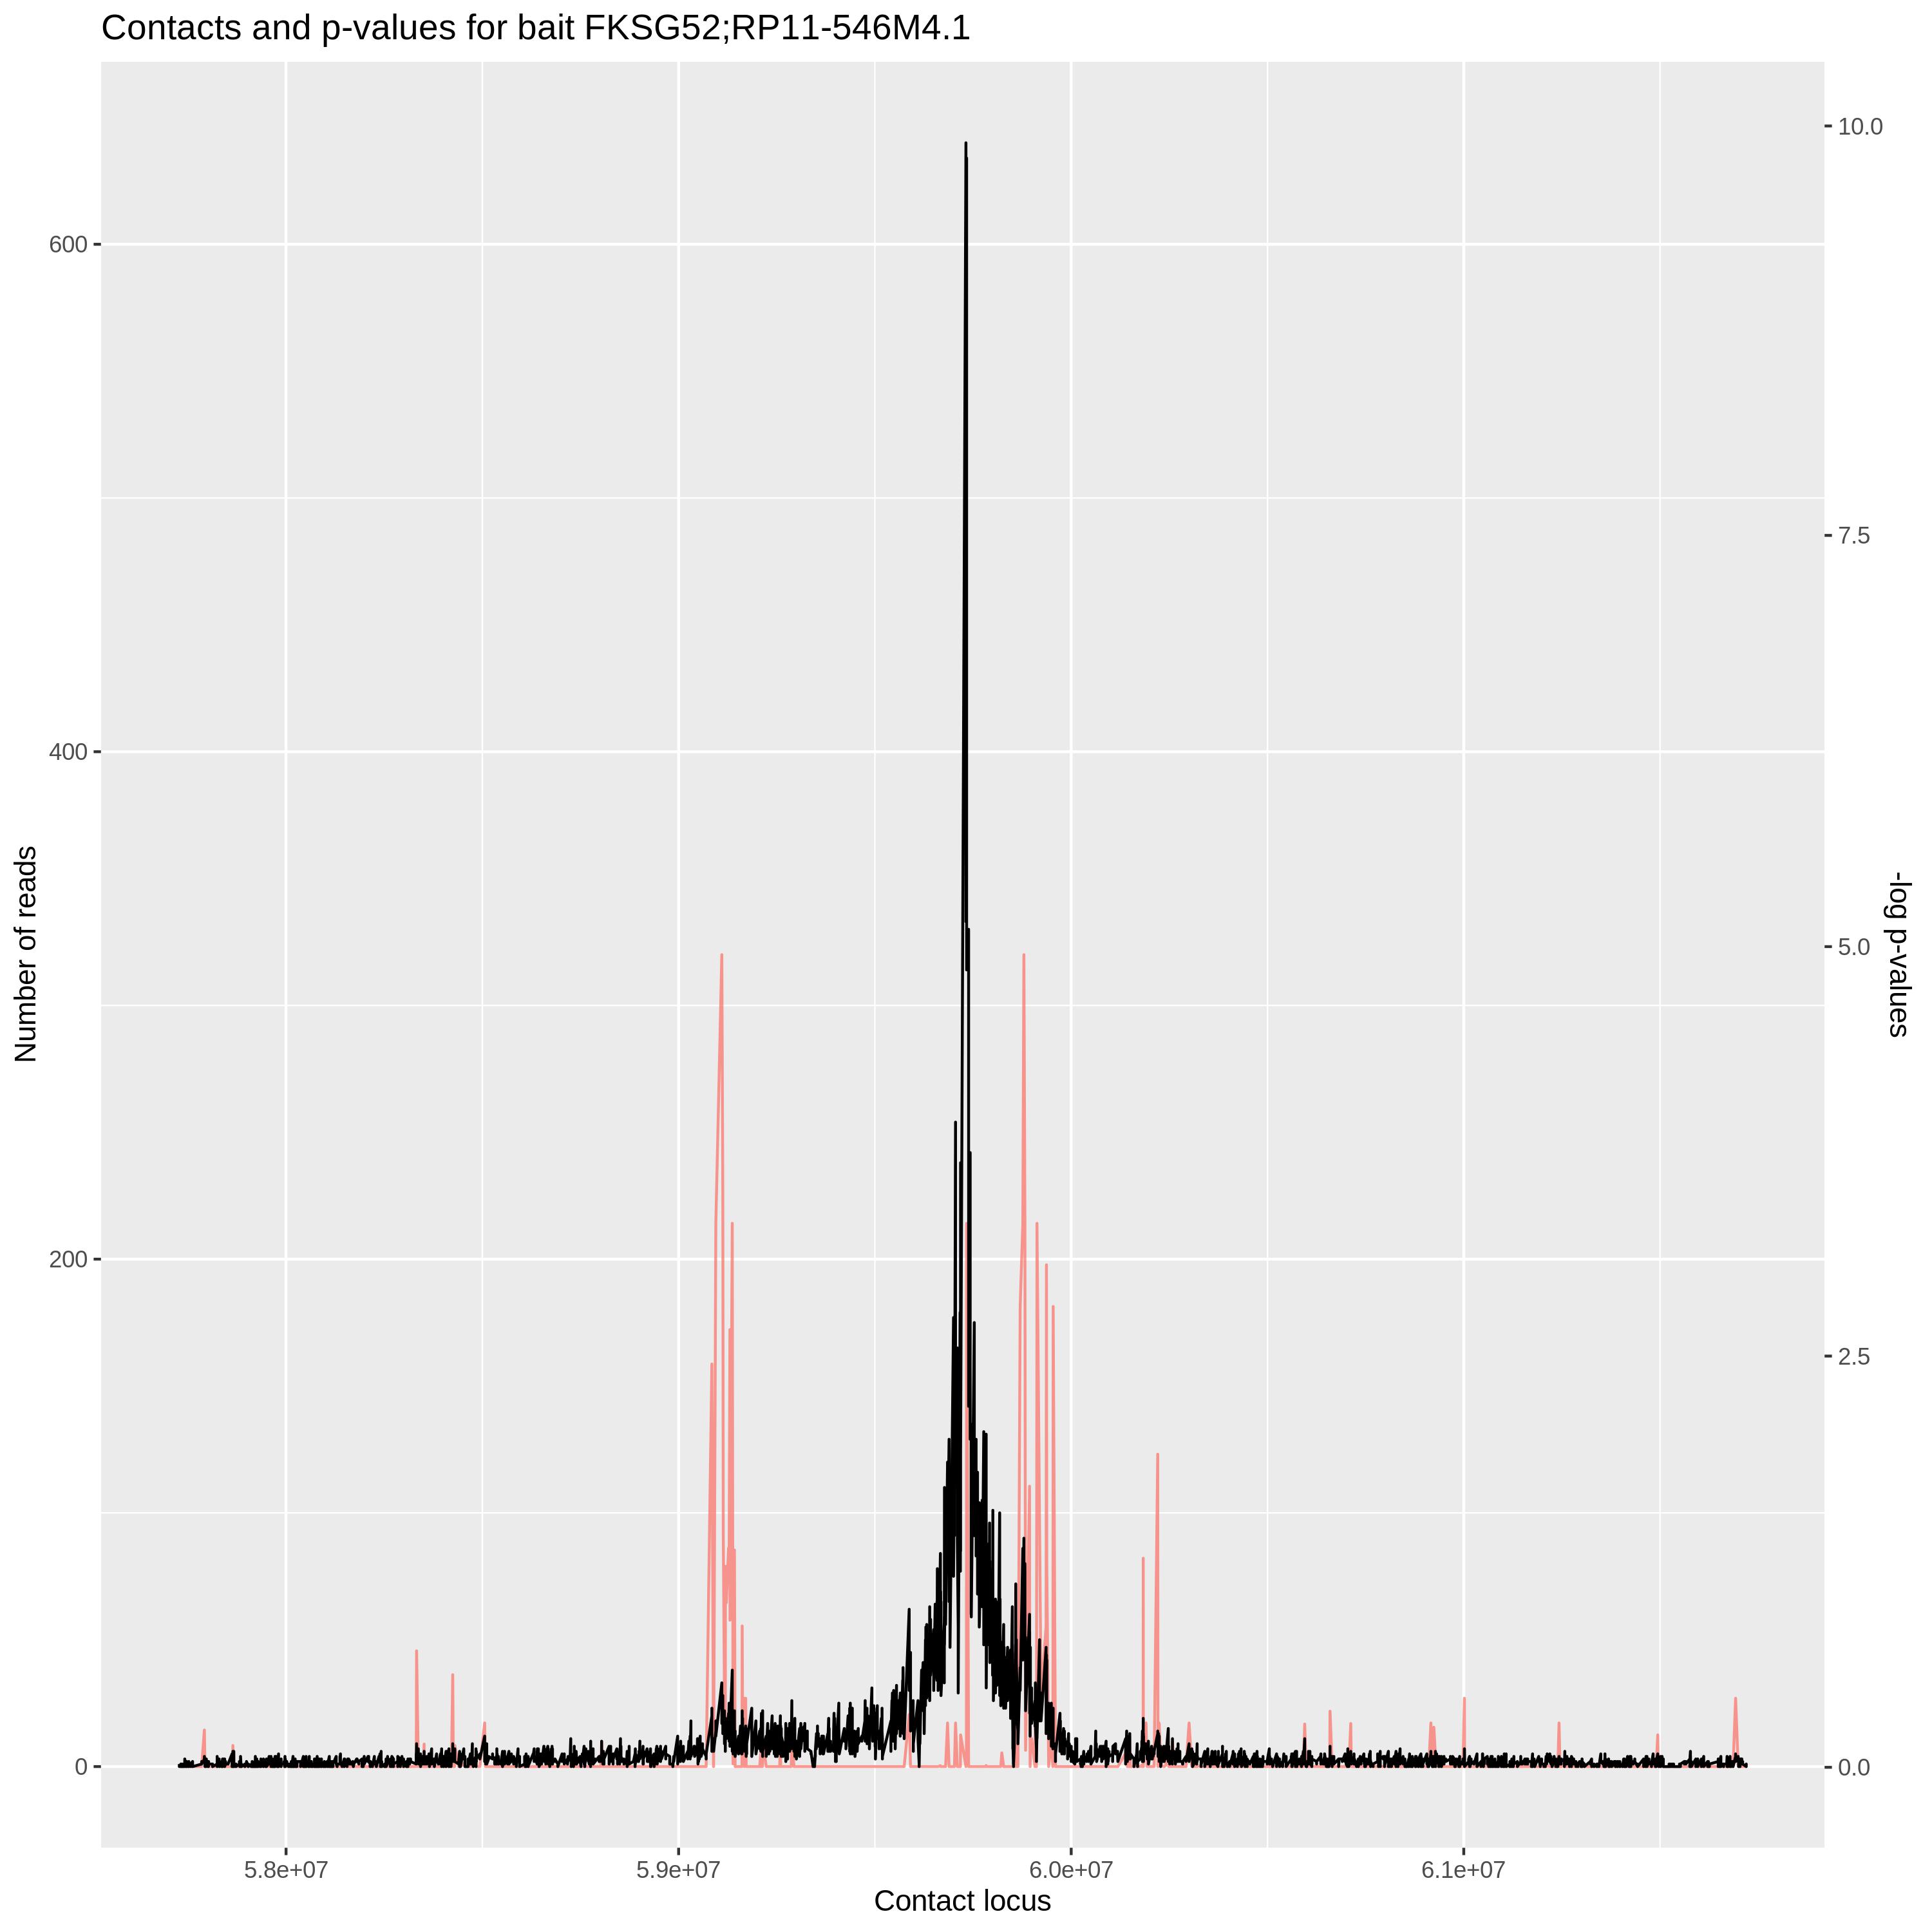 Contacts and p-values for bait FKSG52;RP11-546M4.1
Number of reads
600
400
200
0
10.0
7.5
5.0
2.5
0.0
-log p-values
5.8e+07
5.9e+07
6.0e+07
6.1e+07
Contact locus